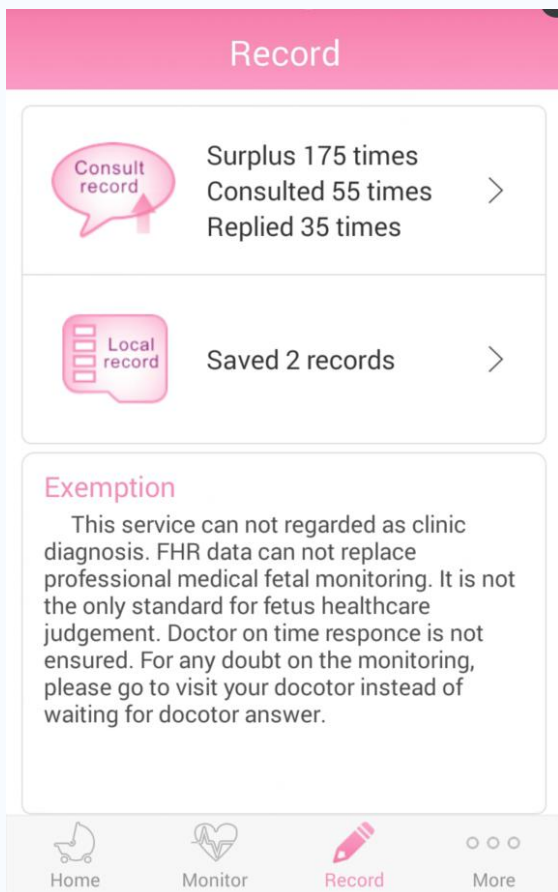 Record
Consult
record
Surplus 175 times
Consulted 55 times
Replied 35 times
Local
record
Saved 2 records
Exemption
This service can not regarded as clinic
diagnosis. FHR data can not replace
professional medical fetal monitoring. It is not
the only standard for fetus healthcare
judgement. Doctor on time responce is not
ensured. For any doubt on the monitoring,
please go to visit your docotor instead of
waiting for docotor answer.
Home
Monitor
Record
More